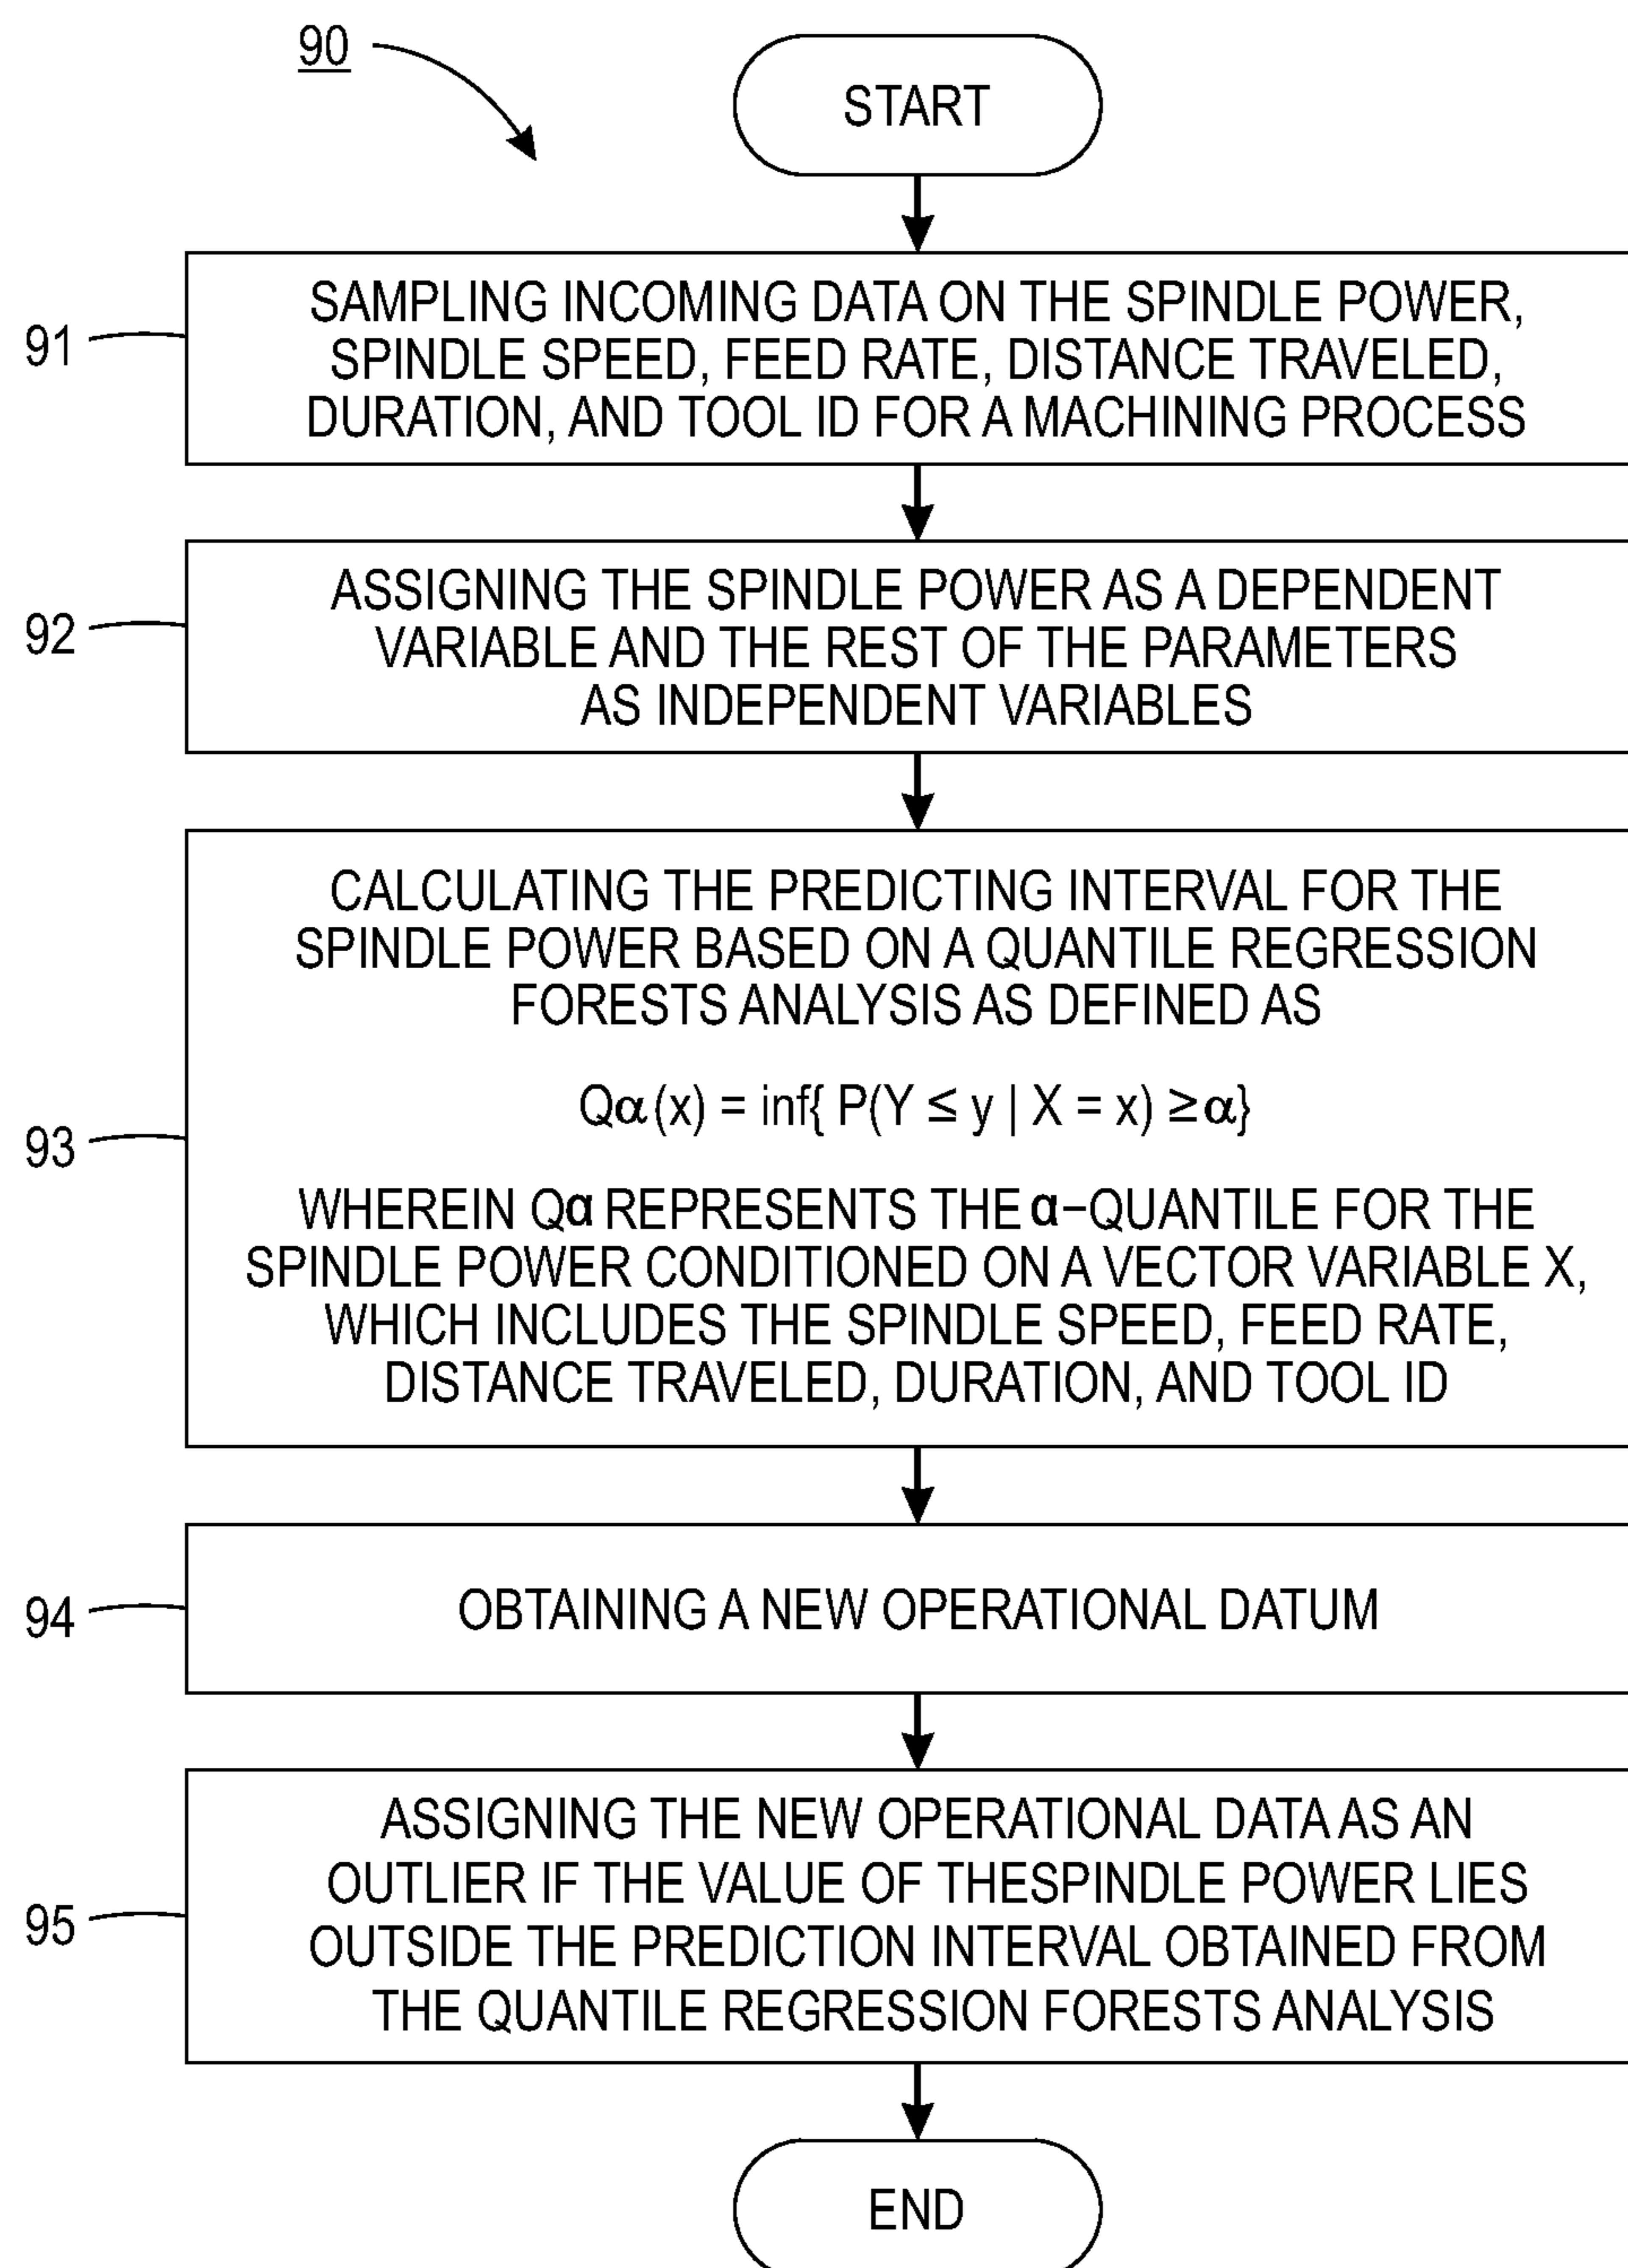 90
START
91
SAMPLING INCOMING DATA ON THE SPINDLE POWER,
SPINDLE SPEED, FEED RATE, DISTANCE TRAVELED,
DURATION, AND TOOL ID FOR A MACHINING PROCESS
92
ASSIGNING THE SPINDLE POWER AS A DEPENDENT
VARIABLE AND THE REST OF THE PARAMETERS
AS INDEPENDENT VARIABLES
93
CALCULATING THE PREDICTING INTERVAL FOR THE
SPINDLE POWER BASED ON A QUANTILE REGRESSION
FORESTS ANALYSIS AS DEFINED AS
Qα(x) = inf{ P(Y ≤ y | X = x) ≥ α}
WHEREIN Qα REPRESENTS THE α–QUANTILE FOR THE
SPINDLE POWER CONDITIONED ON A VECTOR VARIABLE X,
WHICH INCLUDES THE SPINDLE SPEED, FEED RATE,
DISTANCE TRAVELED, DURATION, AND TOOL ID
94
OBTAINING A NEW OPERATIONAL DATUM
95
ASSIGNING THE NEW OPERATIONAL DATA AS AN
OUTLIER IF THE VALUE OF THESPINDLE POWER LIES
OUTSIDE THE PREDICTION INTERVAL OBTAINED FROM
THE QUANTILE REGRESSION FORESTS ANALYSIS
END